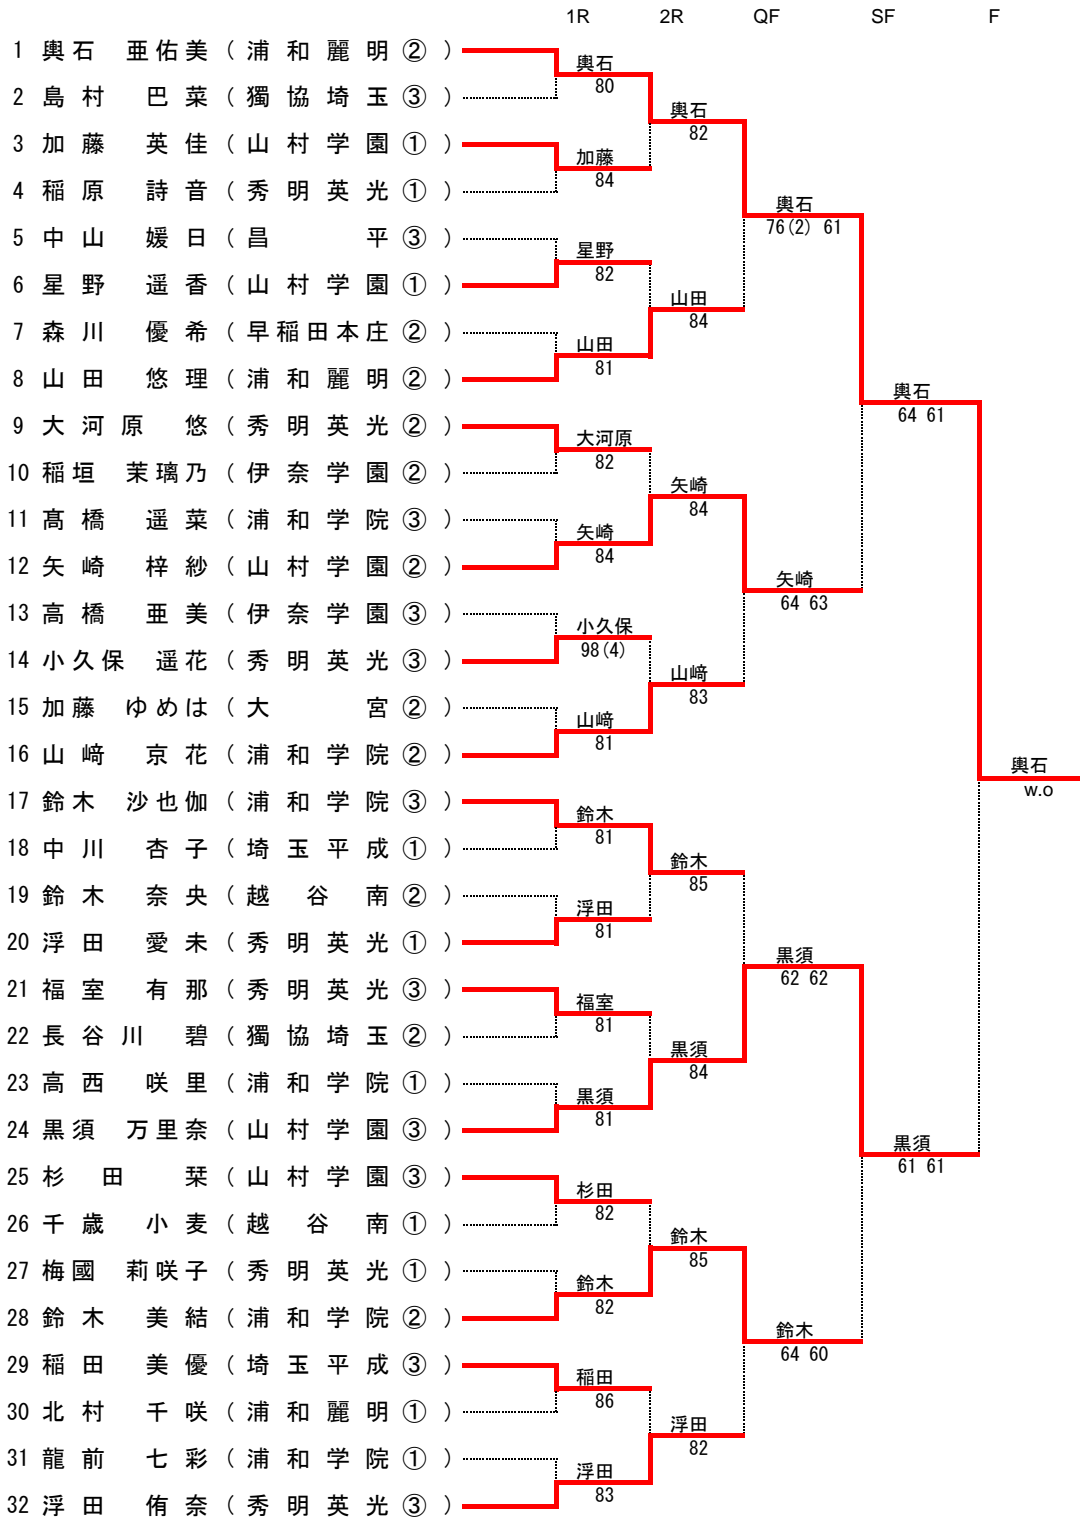 1R 2R QF SF F
1 輿石 亜佑美 ( 浦和麗明 ② )
輿石
80
2 島村 巴菜 ( 獨協埼玉 ③ )
輿石
82
3 加藤 英佳 ( 山村学園 ① )
加藤
84
4 稲原 詩音 ( 秀明英光 ① )
輿石
76(2) 61
5 中山 媛日 ( 昌平 ③ )
星野
82
6 星野 遥香 ( 山村学園 ① )
山田
84
7 森川 優希 ( 早稲田本庄 ② )
山田
81
8 山田 悠理 ( 浦和麗明 ② )
輿石
64 61
9 大河原 悠 ( 秀明英光 ② )
大河原
82
10 稲垣 茉璃乃 ( 伊奈学園 ② )
矢崎
84
11 髙橋 遥菜 ( 浦和学院 ③ )
矢崎
84
12 矢崎 梓紗 ( 山村学園 ② )
矢崎
64 63
13 高橋 亜美 ( 伊奈学園 ③ )
小久保
98(4)
14 小久保 遥花 ( 秀明英光 ③ )
山﨑
83
15 加藤 ゆめは ( 大宮 ② )
山﨑
81
16 山﨑 京花 ( 浦和学院 ② )
輿石
w.o
17 鈴木 沙也伽 ( 浦和学院 ③ )
鈴木
81
18 中川 杏子 ( 埼玉平成 ① )
鈴木
85
19 鈴木 奈央 ( 越谷南 ② )
浮田
81
20 浮田 愛未 ( 秀明英光 ① )
黒須
62 62
21 福室 有那 ( 秀明英光 ③ )
福室
81
22 長谷川 碧 ( 獨協埼玉 ② )
黒須
84
23 高西 咲里 ( 浦和学院 ① )
黒須
81
24 黒須 万里奈 ( 山村学園 ③ )
黒須
61 61
25 杉田 栞 ( 山村学園 ③ )
杉田
82
26 千歳 小麦 ( 越谷南 ① )
鈴木
85
27 梅國 莉咲子 ( 秀明英光 ① )
鈴木
82
28 鈴木 美結 ( 浦和学院 ② )
鈴木
64 60
29 稲田 美優 ( 埼玉平成 ③ )
稲田
86
30 北村 千咲 ( 浦和麗明 ① )
浮田
82
31 龍前 七彩 ( 浦和学院 ① )
浮田
83
32 浮田 侑奈 ( 秀明英光 ③ )